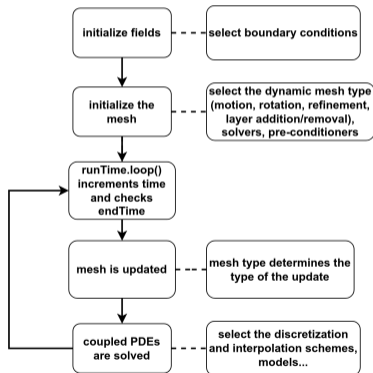 initialize fields
select boundary conditions
initialize the
mesh
select the dynamic mesh type
(motion, rotation, refinement,
layer addition/removal),
solvers, pre-conditioners
runTime.loop()
increments time
and checks
endTime
mesh is updated
mesh type determines the
type of the update
coupled PDEs
are solved
select the discretization
and interpolation schemes,
models...